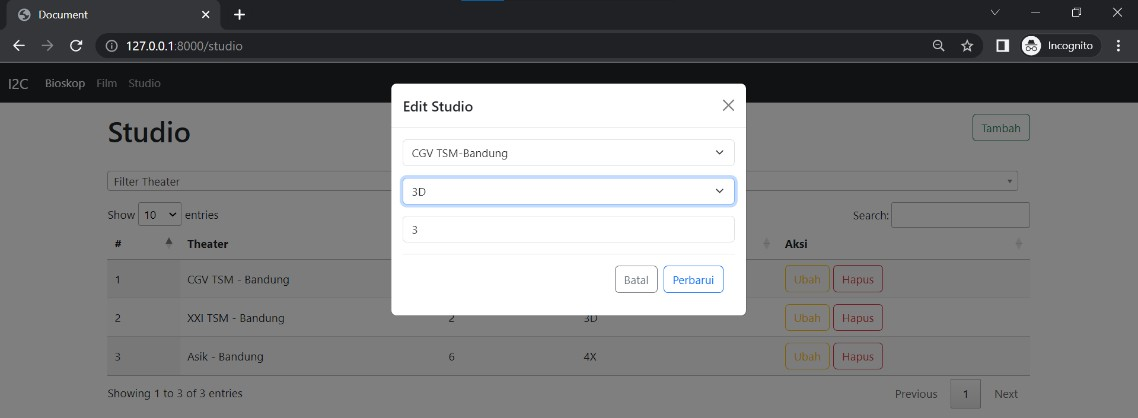 Document
127.0.0.1:8000/studio
Incognito
I2C Bioskop Film Studio
Edit Studio
Studio
Tambah
CGV TSM-Bandung
Filter Theater
3D
Show 10 entries
Search:
3
# Theater
Aksi
1 CGV TSM - Bandung
Ubah Hapus
Batal Perbarui
2 XXI TSM - Bandung 2 3D Ubah Hapus
3 Asik - Bandung 6 4X Ubah Hapus
Showing 1 to 3 of 3 entries
Previous 1 Next